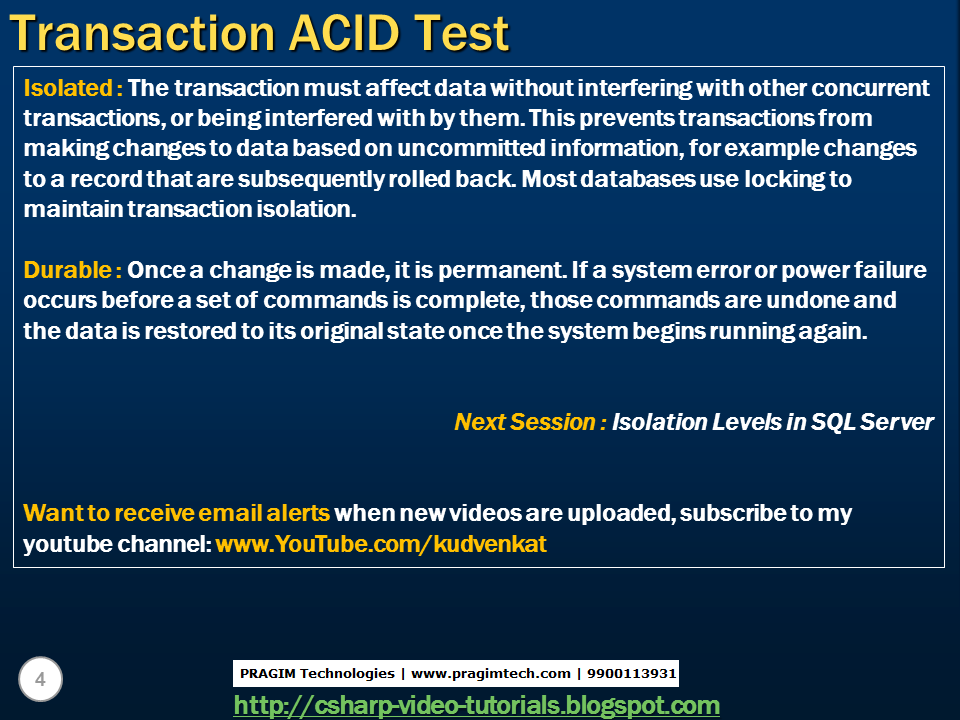 Transaction ACID Test
Isolated : The transaction must affect data without interfering with other concurrent
transactions, or being interfered with by them. This prevents transactions from
making changes to data based on uncommitted information, for example changes
to a record that are subsequently rolled back. Most databases use locking to
maintain transaction isolation.
Durable : Once a change is made, it is permanent. If a system error or power failure
occurs before a set of commands is complete, those commands are undone and
the data is restored to its original state once the system begins running again.
Next Session : Isolation Levels in SQL Server
Want to receive email alerts when new videos are uploaded, subscribe to my
youtube channel: www.YouTube.com/kudvenkat
4
PRAGIM Technologies | www.pragimtech.com | 9900113931
http://csharp-video-tutorials.blogspot.com